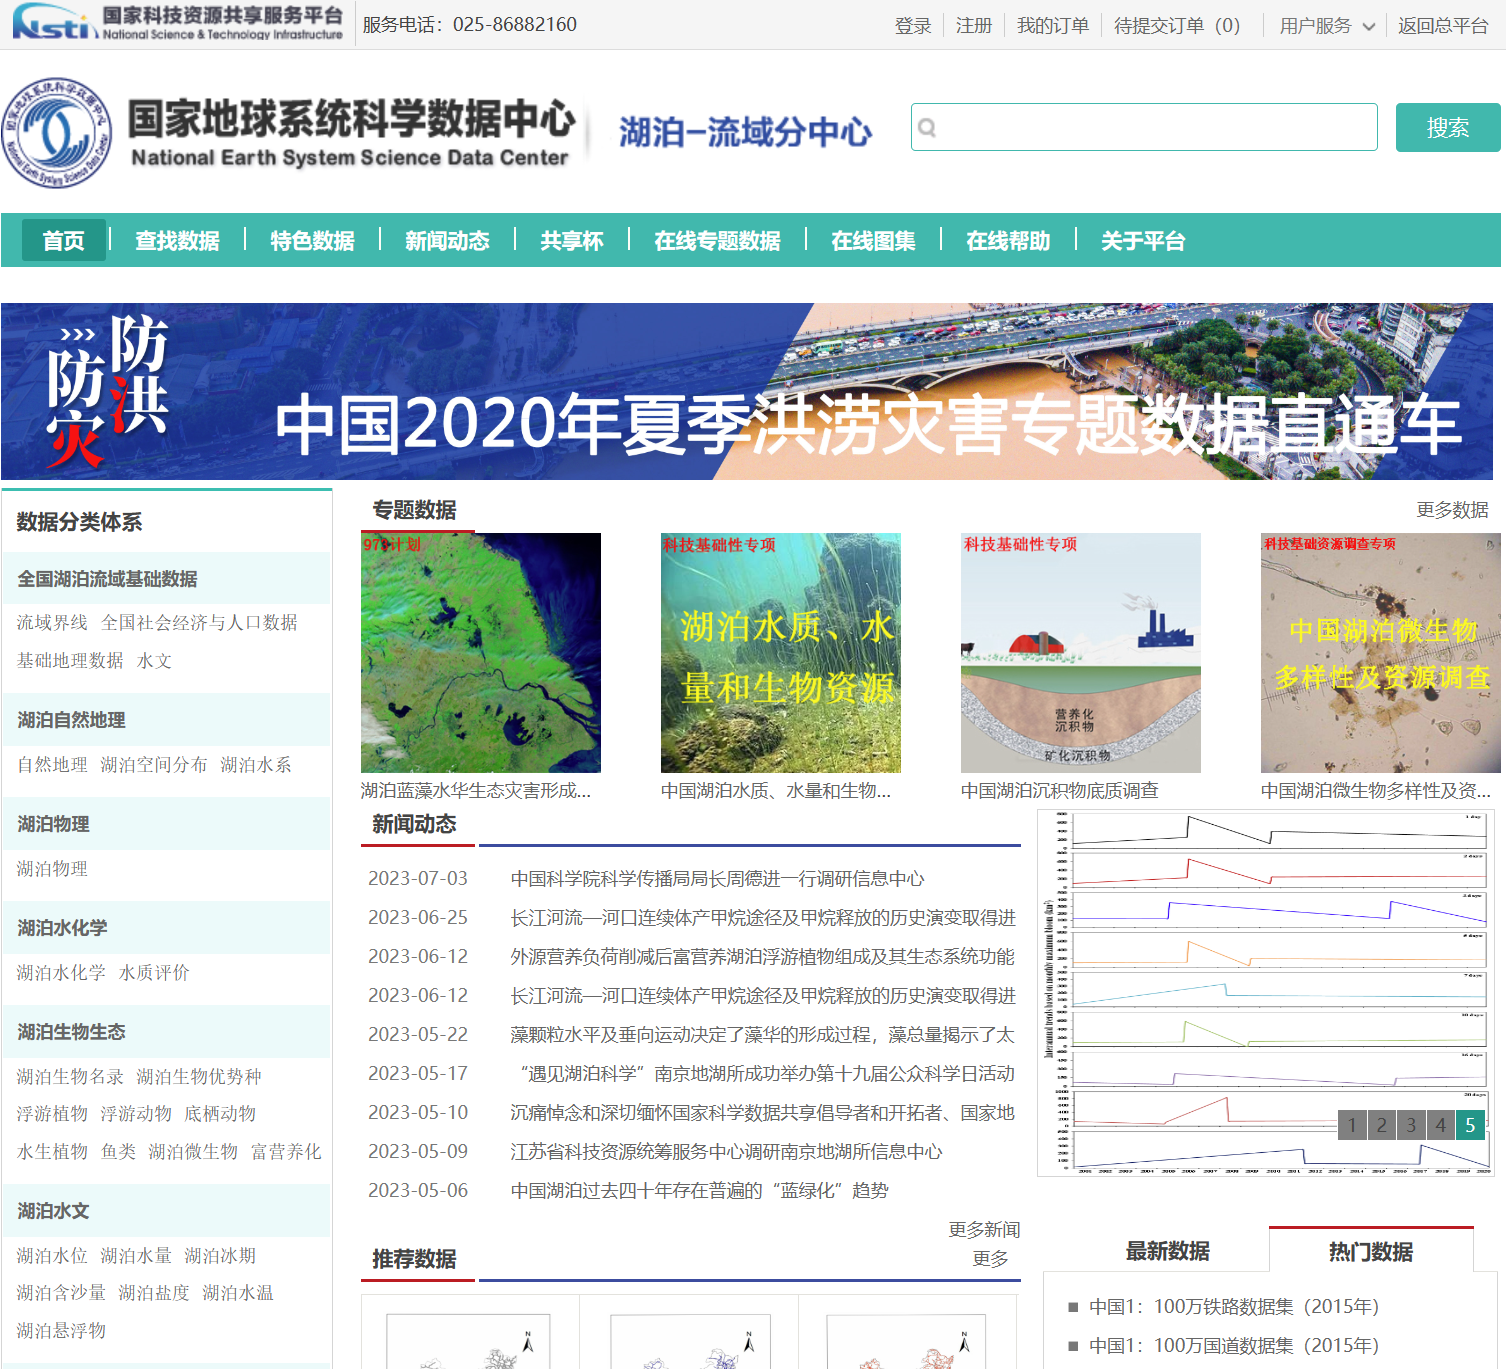 Nsti 国家科技资源共享服务平台
National Science & Technology Infrastructure
服务电话：025-86882160
登录 注册 我的订单 待提交订单（0） 用户服务 返回总平台
国家地球系统科学数据中心
National Earth System Science Data Center
湖泊-流域分中心
搜索
首页 查找数据 特色数据 新闻动态 共享杯 在线专题数据 在线图集 在线帮助 关于平台
防洪
防灾
中国2020年夏季洪涝灾害专题数据直通车
数据分类体系
全国湖泊流域基础数据
流域界线 全国社会经济与人口数据
基础地理数据 水文
湖泊自然地理
自然地理 湖泊空间分布 湖泊水系
湖泊物理
湖泊物理
湖泊水化学
湖泊水化学 水质评价
湖泊生物生态
湖泊生物名录 湖泊生物优势种
浮游植物 浮游动物 底栖动物
水生植物 鱼类 湖泊微生物 富营养化
湖泊水文
湖泊水位 湖泊水量 湖泊冰期
湖泊含沙量 湖泊盐度 湖泊水温
湖泊悬浮物
专题数据
更多数据
973计划
科技基础性专项
湖泊水质、水
量和生物资源
科技基础性专项
营养化
沉积物
矿化沉积物
科技基础资源调查专项
中国湖泊微生物
多样性及资源调查
湖泊蓝藻水华生态灾害形成...
中国湖泊水质、水量和生物...
中国湖泊沉积物底质调查
中国湖泊微生物多样性及资...
新闻动态
2023-07-03 中国科学院科学传播局局长周德进一行调研信息中心
2023-06-25 长江河流—河口连续体产甲烷途径及甲烷释放的历史演变取得进
2023-06-12 外源营养负荷削减后富营养湖泊浮游植物组成及其生态系统功能
2023-06-12 长江河流—河口连续体产甲烷途径及甲烷释放的历史演变取得进
2023-05-22 藻颗粒水平及垂向运动决定了藻华的形成过程，藻总量揭示了太
2023-05-17 “遇见湖泊科学”南京地湖所成功举办第十九届公众科学日活动
2023-05-10 沉痛悼念和深切缅怀国家科学数据共享倡导者和开拓者、国家地
2023-05-09 江苏省科技资源统筹服务中心调研南京地湖所信息中心
2023-05-06 中国湖泊过去四十年存在普遍的“蓝绿化”趋势
更多新闻
Interannual trends based on monthly maximum bloom (km²)
1 2 3 4 5
推荐数据
更多
N
N
N
最新数据 热门数据
中国1：100万铁路数据集（2015年）
中国1：100万国道数据集（2015年）